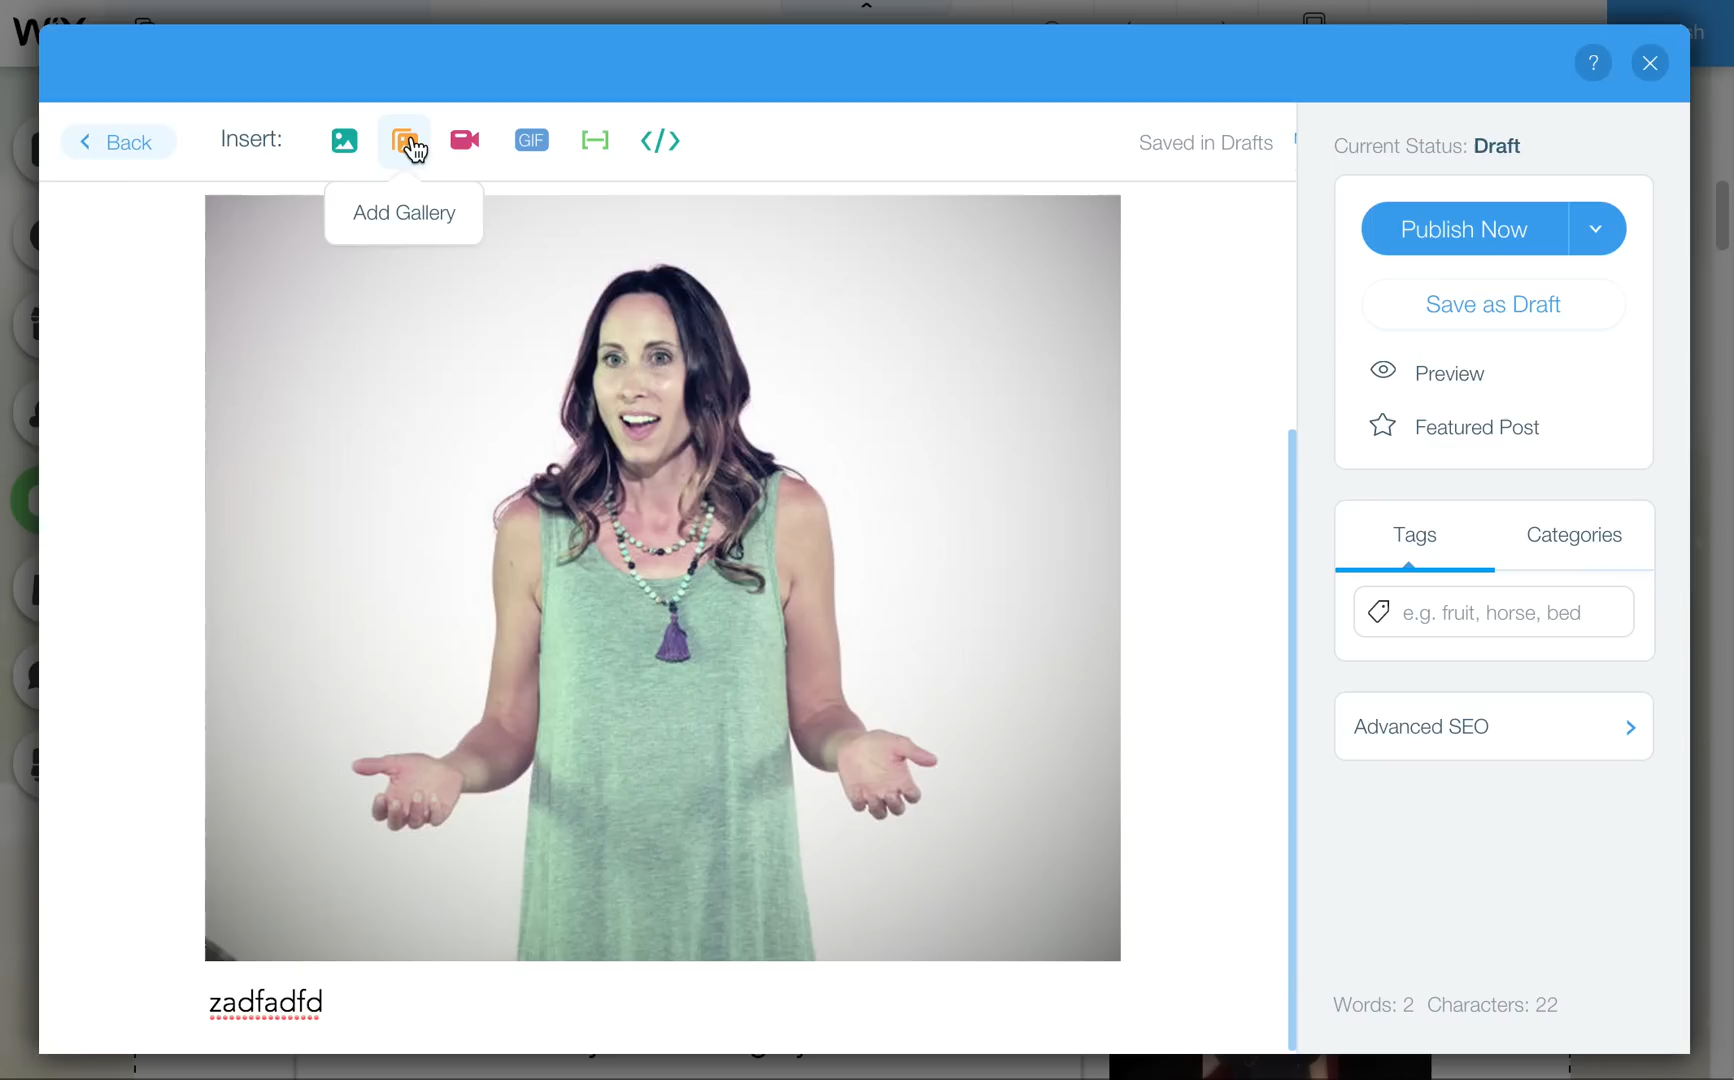 Back
Insert:
GIF
Saved in Drafts
Add Gallery
?
Current Status: Draft
Publish Now
Save as Draft
Preview
Featured Post
Tags Categories
e.g. fruit, horse, bed
Advanced SEO
zadfadfd
Words: 2 Characters: 22